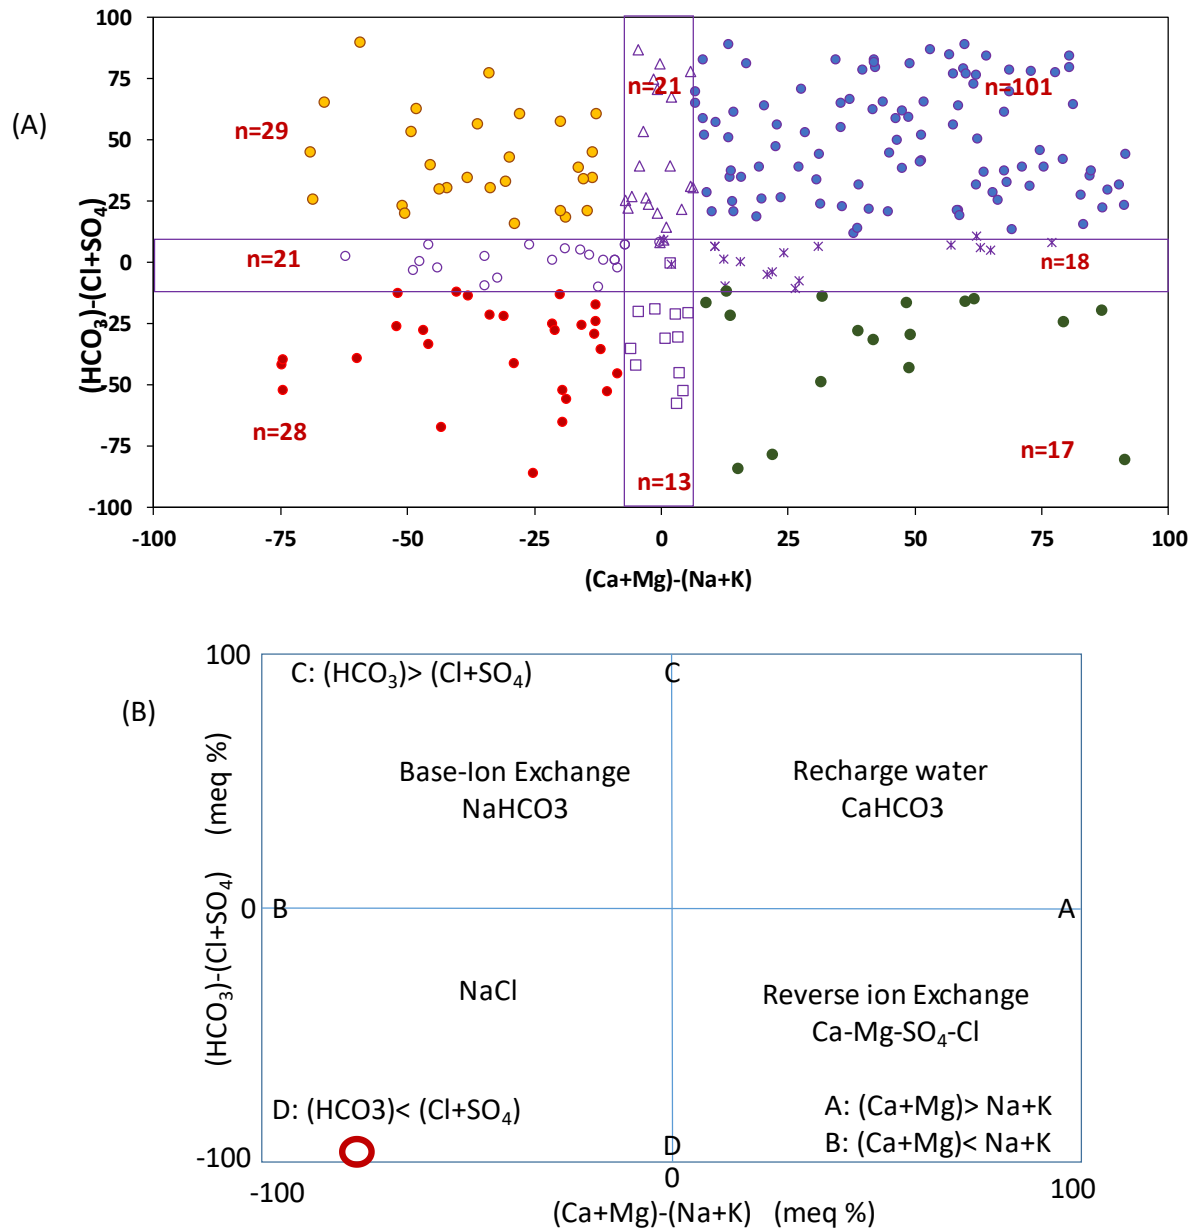 (A)
(HCO₃)-(Cl+SO₄)
100
75
50
25
0
-25
-50
-75
-100
n=29
n=21
n=101
n=21
n=18
n=28
n=13
n=17
-100 -75 -50 -25 0 25 50 75 100
(Ca+Mg)-(Na+K)
(B)
(HCO₃)-(Cl+SO₄) (meq %)
100
C: (HCO₃)> (Cl+SO₄)
C
Base-Ion Exchange
NaHCO3
Recharge water
CaHCO3
0
B
A
NaCl
Reverse ion Exchange
Ca-Mg-SO₄-Cl
D: (HCO3)< (Cl+SO₄)
A: (Ca+Mg)> Na+K
B: (Ca+Mg)< Na+K
D
-100
-100 0 100
(Ca+Mg)-(Na+K) (meq %)